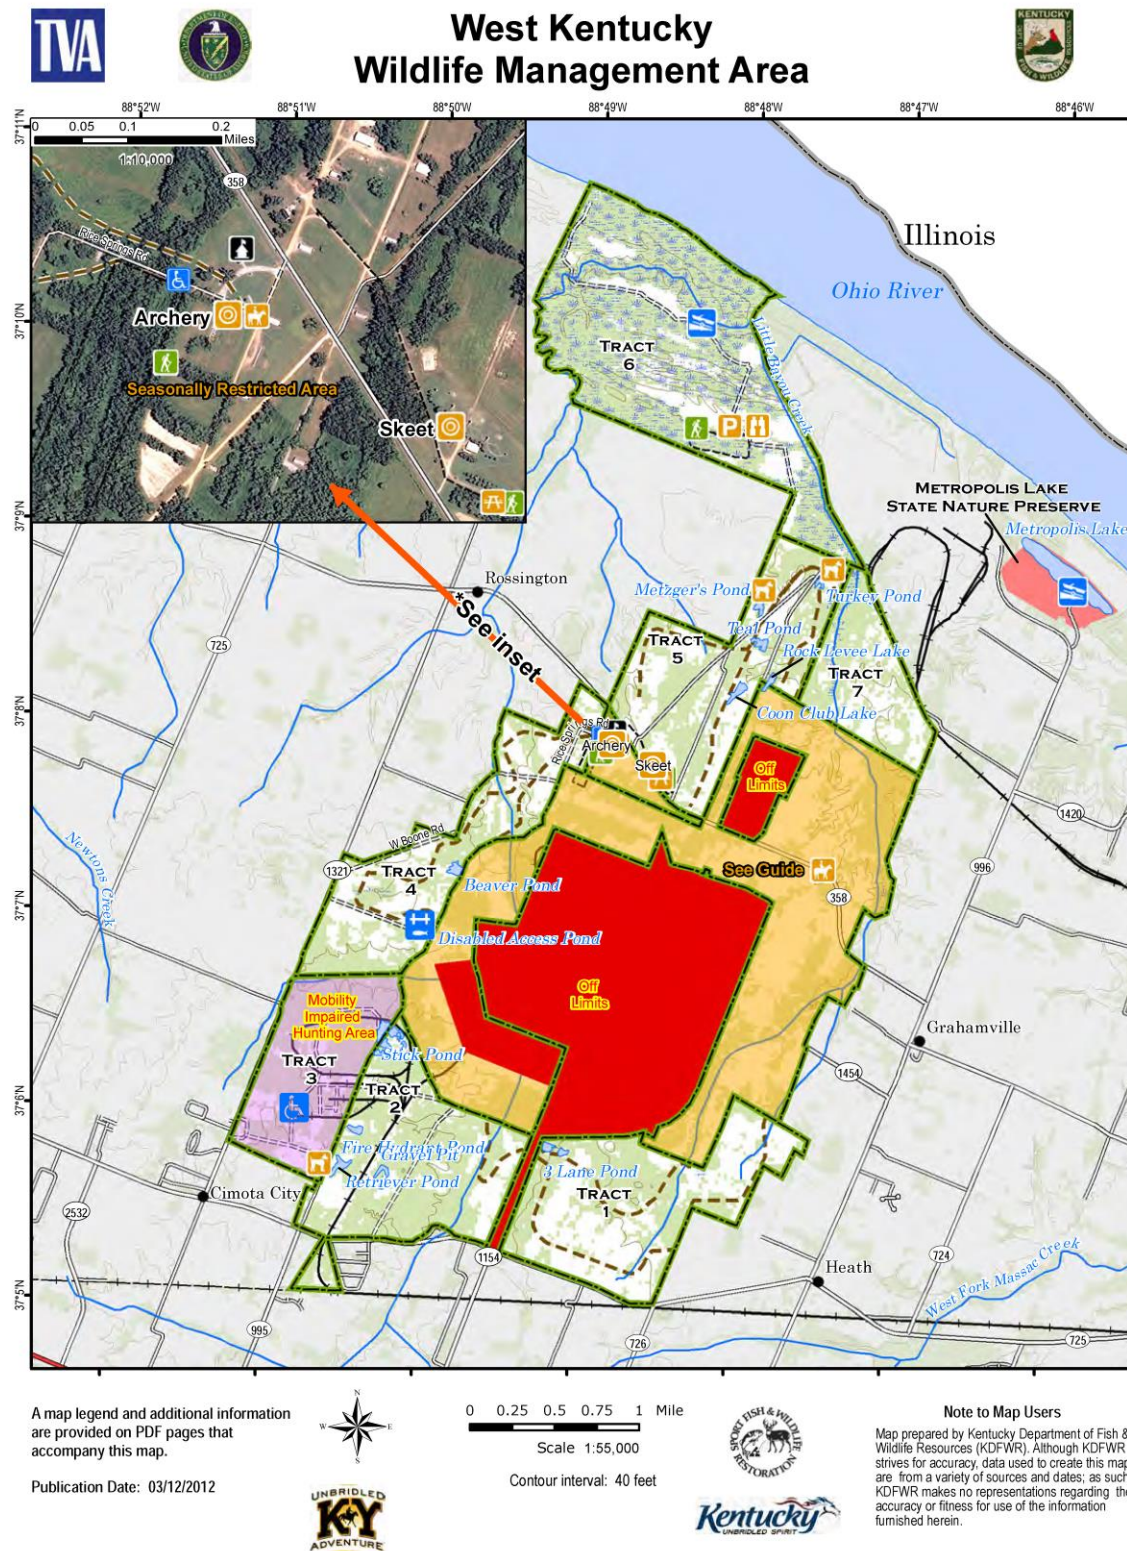 TVA
West Kentucky
Wildlife Management Area
KENTUCKY
88°52'W
88°51'W
88°50'W
88°49'W
88°48'W
88°47'W
88°46'W
37°11'N
37°10'N
37°9'N
37°8'N
37°7'N
37°6'N
37°5'N
0 0.05 0.1 0.2
Miles
1:10,000
358
Rice Springs Rd
Archery
Seasonally Restricted Area
Skeet
Illinois
Ohio River
Little Bayou Creek
TRACT
6
P
METROPOLIS LAKE
STATE NATURE PRESERVE
Metropolis Lake
Rossington
*See inset
Metzger's Pond
Turkey Pond
Teal Pond
TRACT
5
Rock Levee Lake
TRACT
7
Coon Club Lake
725
Rice Springs Rd
Archery
Skeet
Off
Limits
1420
Newtons Creek
W Boone Rd
1321
TRACT
4
Beaver Pond
See Guide
996
358
Disabled Access Pond
Off
Limits
Mobility
Impaired
Hunting Area
Grahamville
Stick Pond
TRACT
3
TRACT
2
1454
Fire Hydrant Pond
Gravel Pit
Retriever Pond
3 Lane Pond
TRACT
1
Cimota City
2532
1154
724
Heath
West Fork Massac Creek
995
726
725
A map legend and additional information
are provided on PDF pages that
accompany this map.
Publication Date: 03/12/2012
N
W E
S
0 0.25 0.5 0.75 1 Mile
Scale 1:55,000
Contour interval: 40 feet
SPORT FISH & WILDLIFE
RESTORATION
Note to Map Users
Map prepared by Kentucky Department of Fish &
Wildlife Resources (KDFWR). Although KDFWR
strives for accuracy, data used to create this map
are from a variety of sources and dates; as such
KDFWR makes no representations regarding the
accuracy or fitness for use of the information
furnished herein.
UNBRIDLED
KY
ADVENTURE
Kentucky
UNBRIDLED SPIRIT